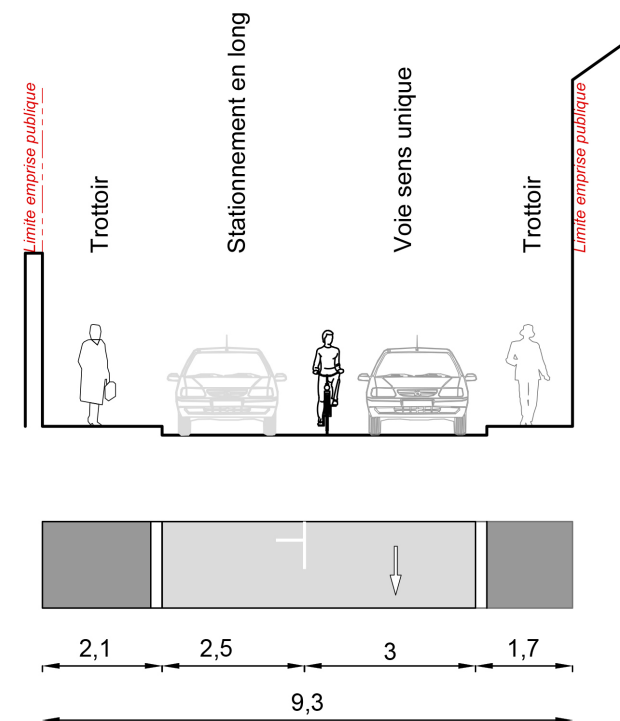 Limite emprise publique
Trottoir
Stationnement en long
Voie sens unique
Trottoir
Limite emprise publique
2,1
2,5
3
1,7
9,3